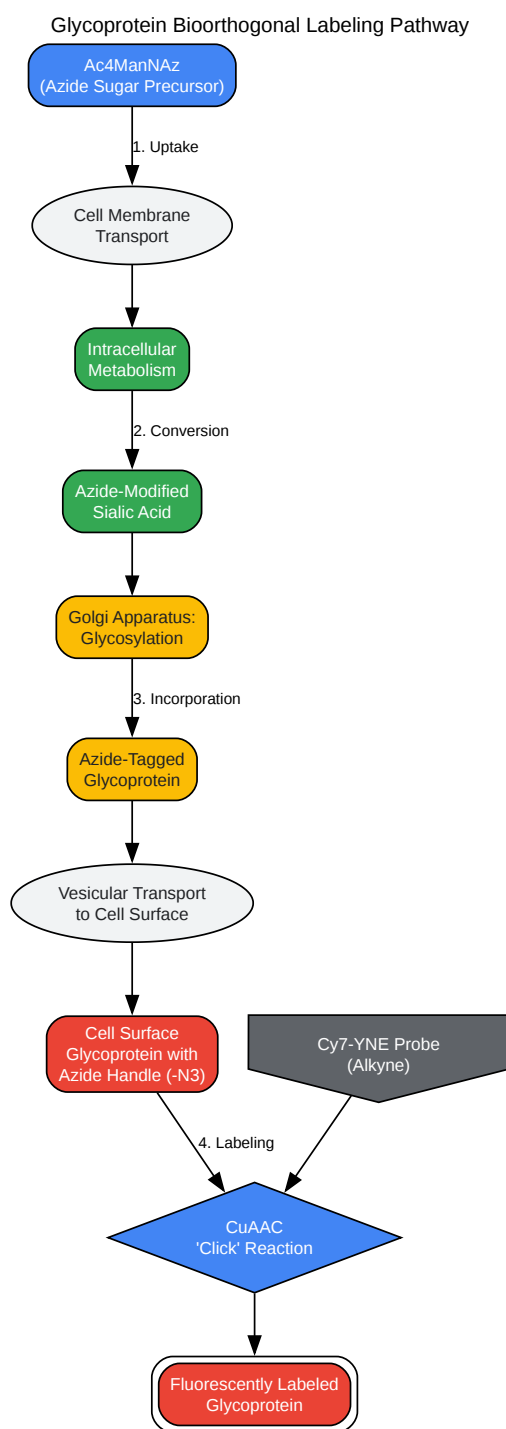 Glycoprotein Bioorthogonal Labeling Pathway
Ac4ManNAz
(Azide Sugar Precursor)
1. Uptake
Cell Membrane
Transport
Intracellular
Metabolism
2. Conversion
Azide-Modified
Sialic Acid
Golgi Apparatus:
Glycosylation
3. Incorporation
Azide-Tagged
Glycoprotein
Vesicular Transport
to Cell Surface
Cell Surface
Glycoprotein with
Azide Handle (-N3)
Cy7-YNE Probe
(Alkyne)
4. Labeling
CuAAC
'Click' Reaction
Fluorescently Labeled
Glycoprotein